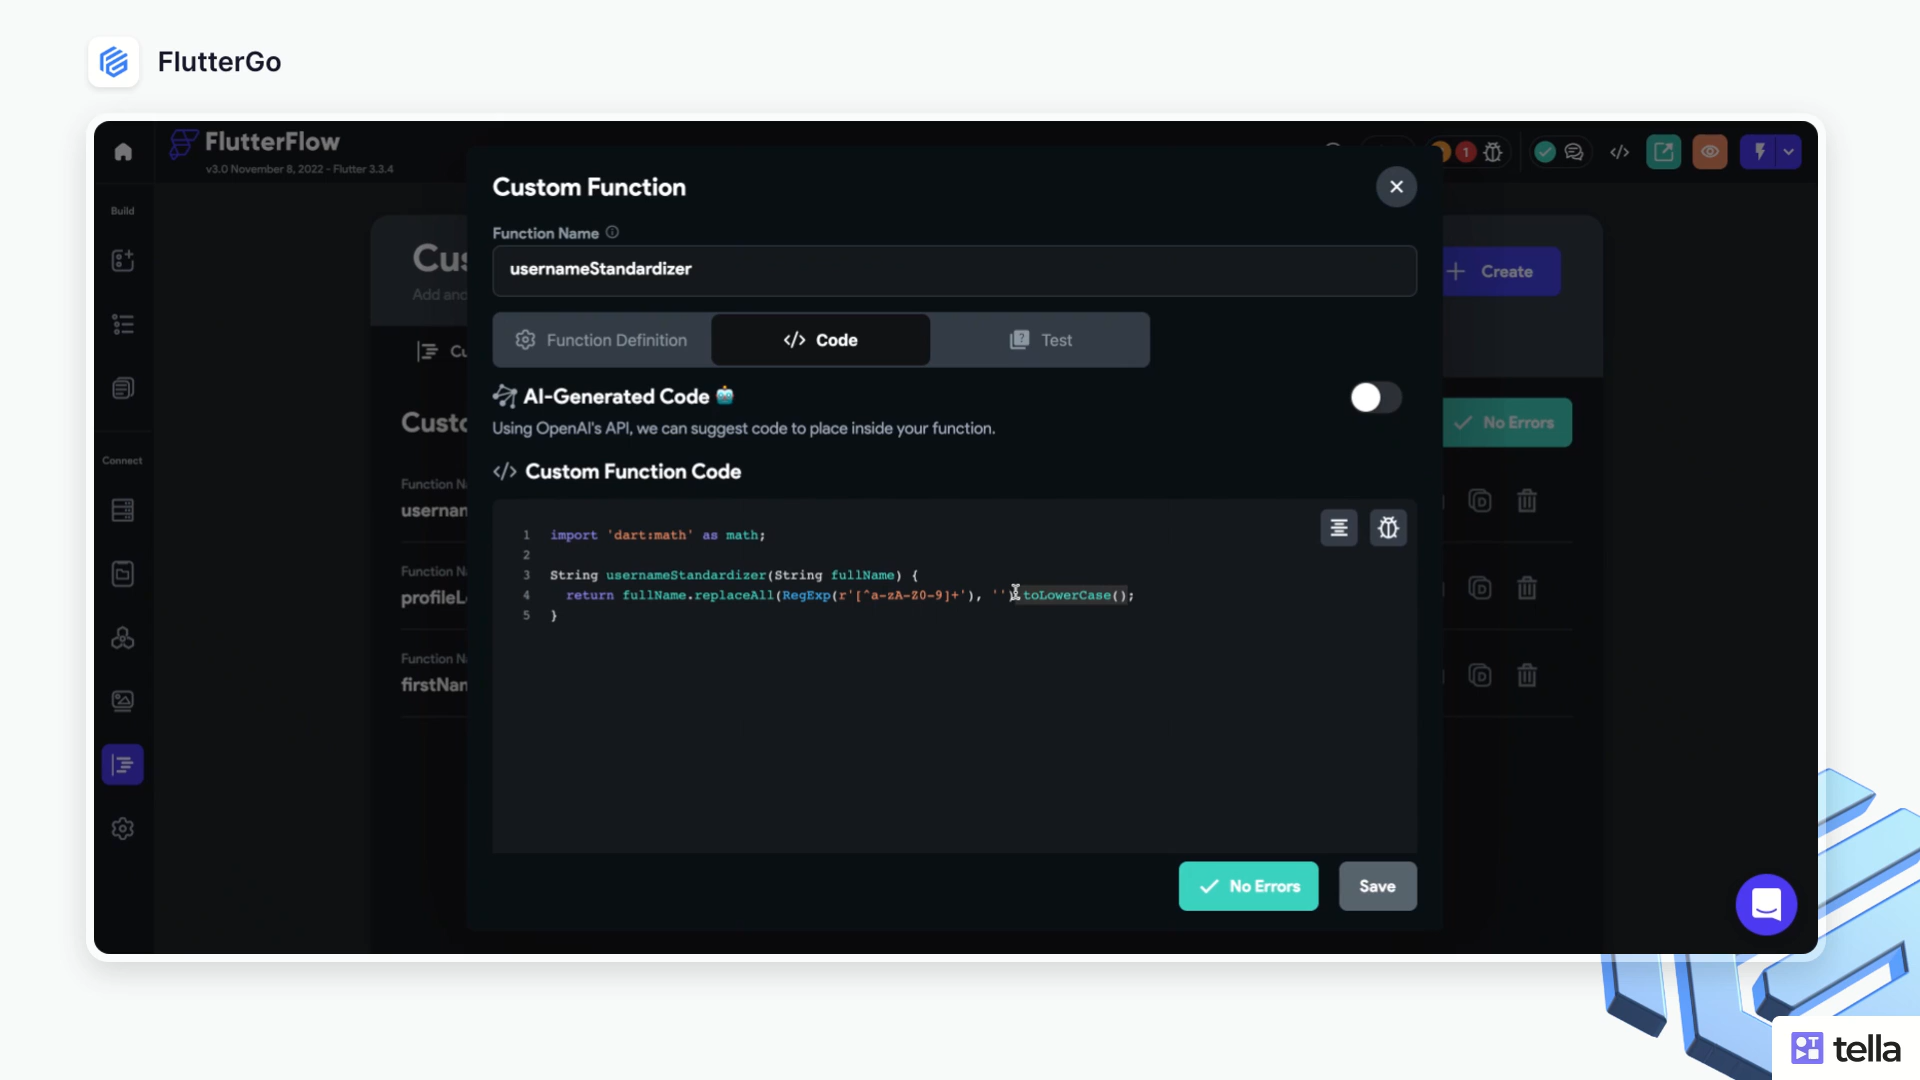 FlutterGo
FlutterFlow
v3.0 November 8, 2022 - Flutter 3.3.4
1
Build
Connect
Custom Function
Function Name
usernameStandardizer
Function Definition
</> Code
Test
AI-Generated Code
Using OpenAI's API, we can suggest code to place inside your function.
</> Custom Function Code
1 import 'dart:math' as math;
2
3 String usernameStandardizer(String fullName) {
4 return fullName.replaceAll(RegExp(r'[^a-zA-Z0-9]+'), '').toLowerCase();
5 }
No Errors
Save
Cus
Add and
Cu
Custo
Function N
usernan
Function N
profileL
Function N
firstNan
+ Create
No Errors
tella